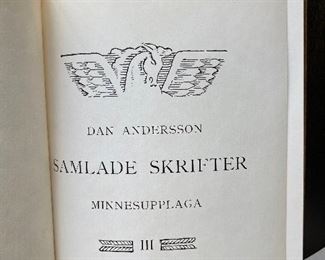 DAN ANDERSSON
SAMLADE SKRIFTER
MINNESUPPLAGA
III